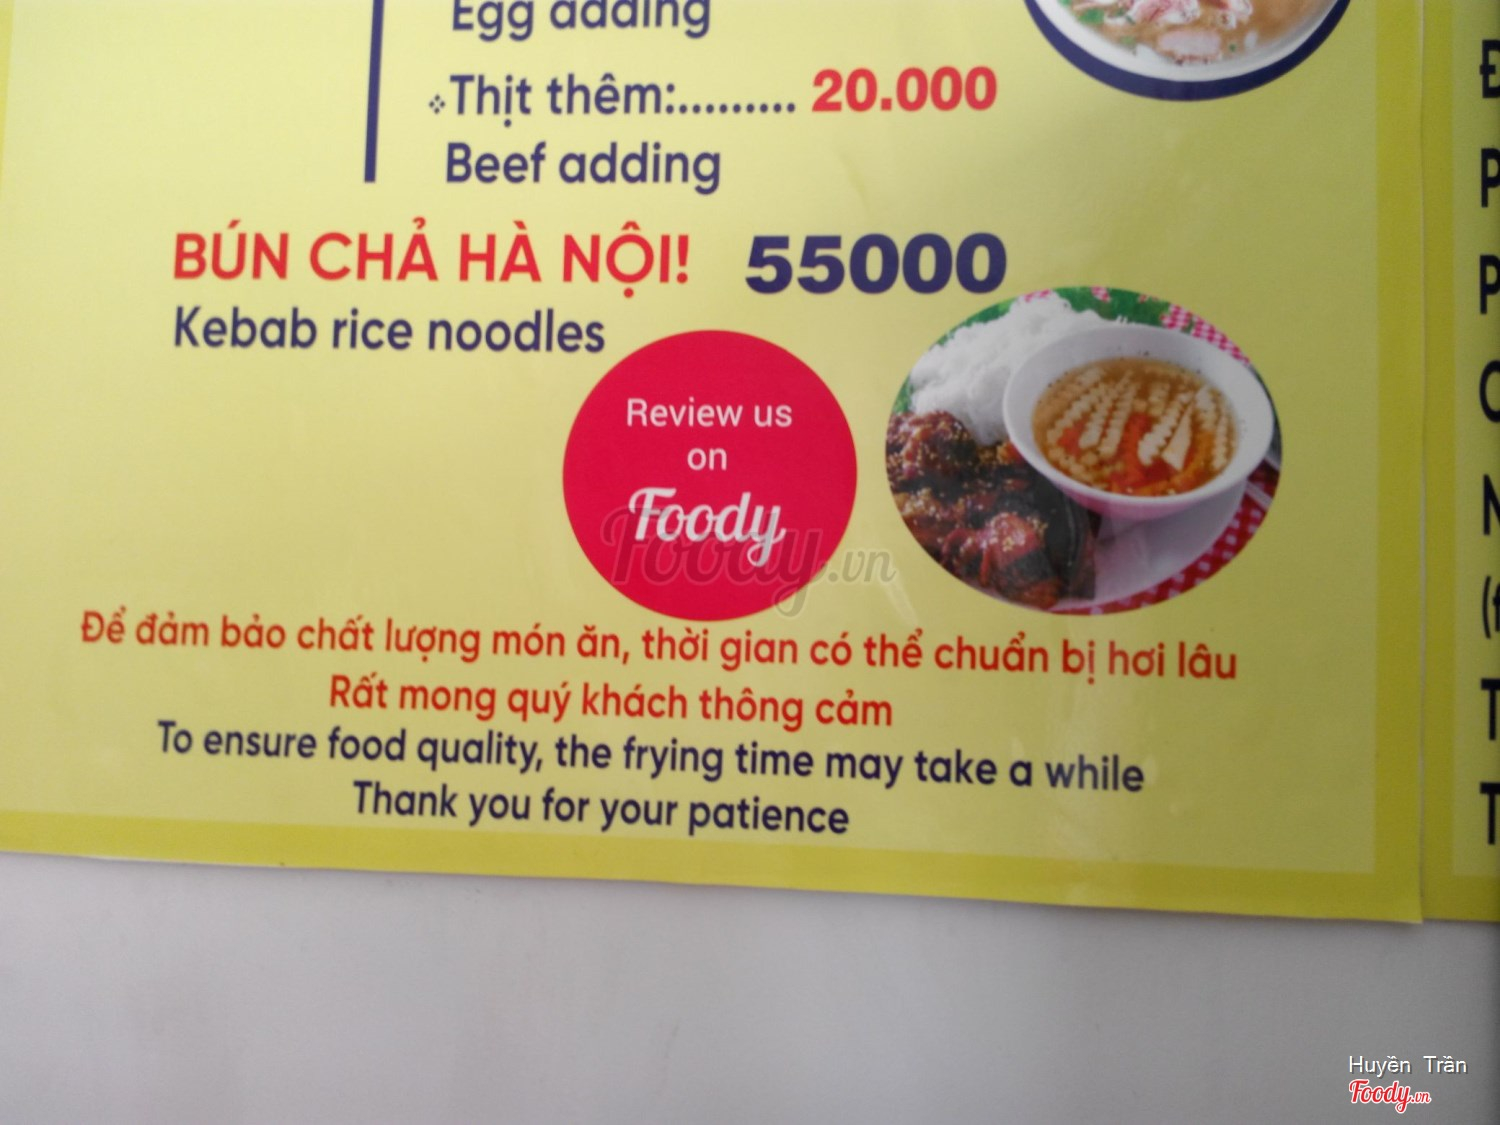 Egg adding
Thịt thêm:......... 20.000
Beef adding
BÚN CHẢ HÀ NỘI! 55000
Kebab rice noodles
Review us
on
Foody
Foody.vn
Để đảm bảo chất lượng món ăn, thời gian có thể chuẩn bị hơi lâu
Rất mong quý khách thông cảm
To ensure food quality, the frying time may take a while
Thank you for your patience
Huyền Trần
Foody.vn